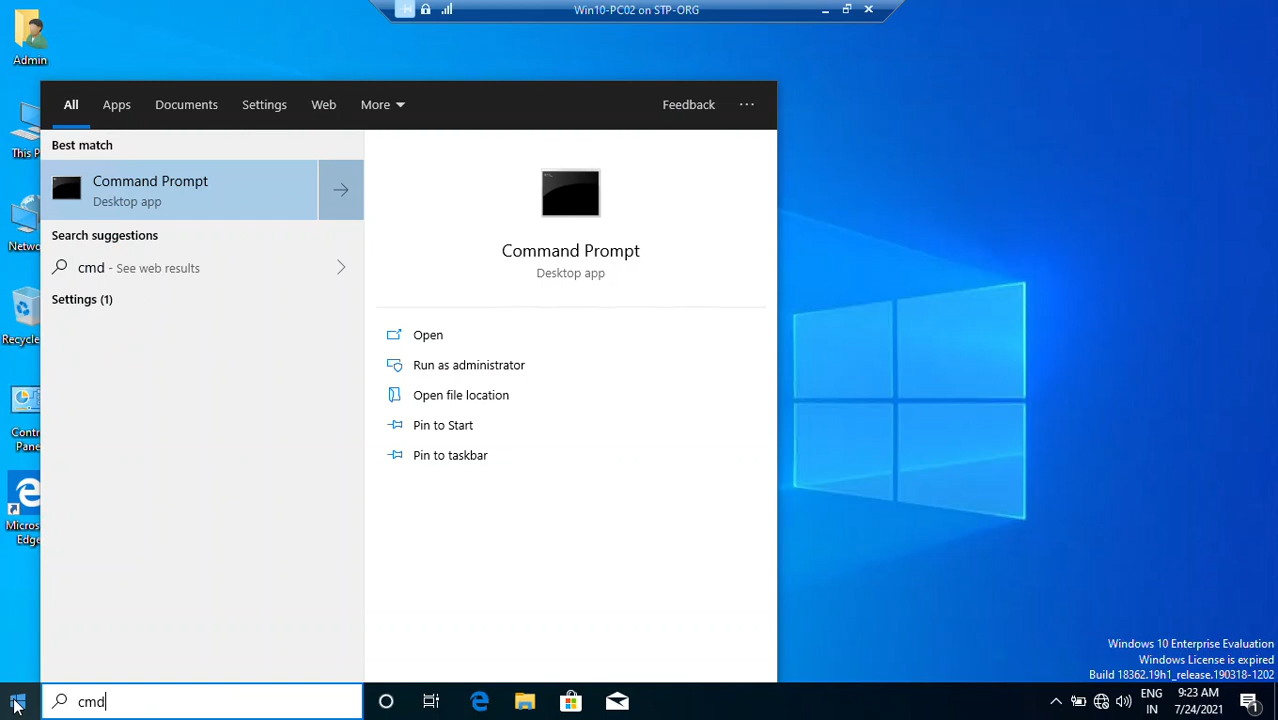 Win10-PC02 on STP-ORG
Admin
This P
Netwo
Recycle
Contr
Pane
Micros
Edge
All Apps Documents Settings Web More Feedback
Best match
Command Prompt
Desktop app
Search suggestions
cmd - See web results
Settings (1)
Command Prompt
Desktop app
Open
Run as administrator
Open file location
Pin to Start
Pin to taskbar
Windows 10 Enterprise Evaluation
Windows License is expired
Build 18362.19h1_release.190318-1202
cmd
ENG
IN
9:23 AM
7/24/2021
1